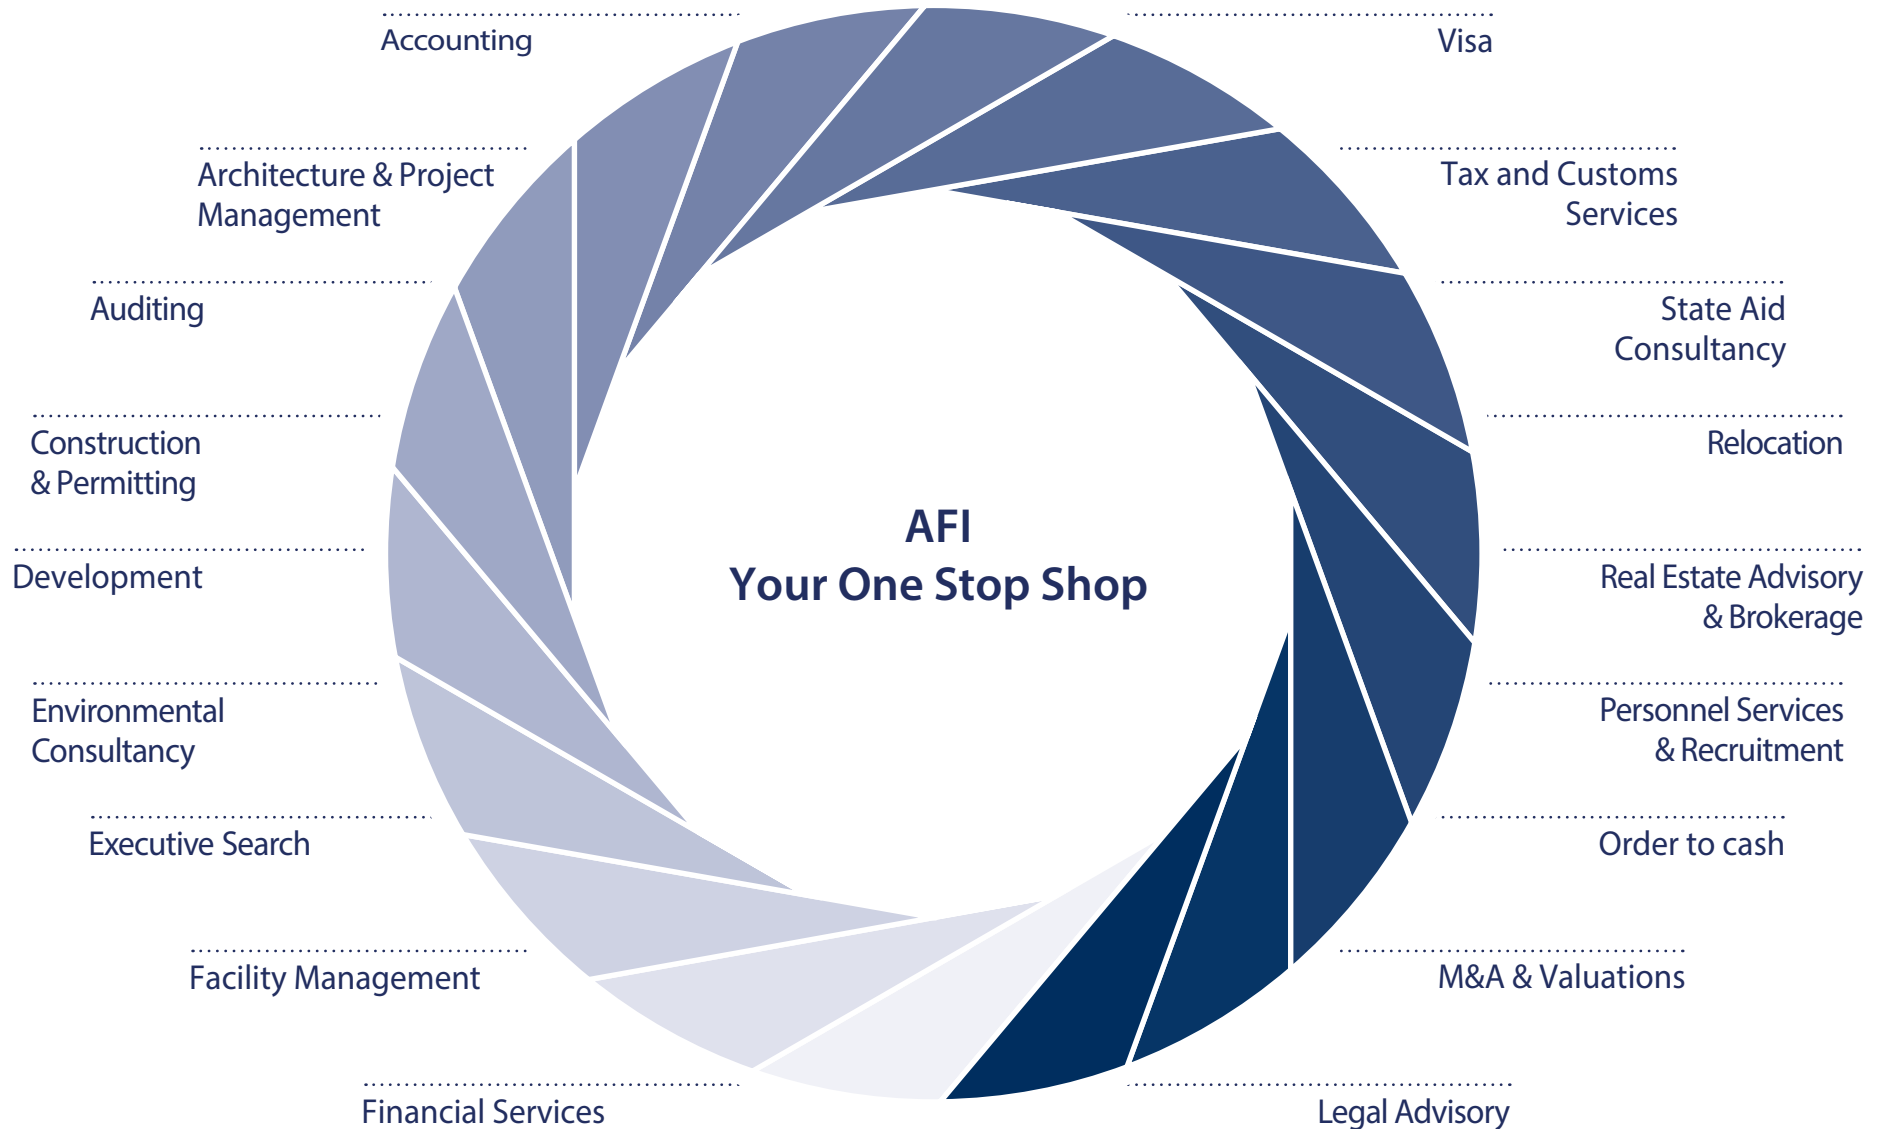 Accounting
Architecture & Project
Management
Auditing
Construction
& Permitting
Development
Environmental
Consultancy
Executive Search
Facility Management
Financial Services
AFI
Your One Stop Shop
Visa
Tax and Customs
Services
State Aid
Consultancy
Relocation
Real Estate Advisory
& Brokerage
Personnel Services
& Recruitment
Order to cash
M&A & Valuations
Legal Advisory